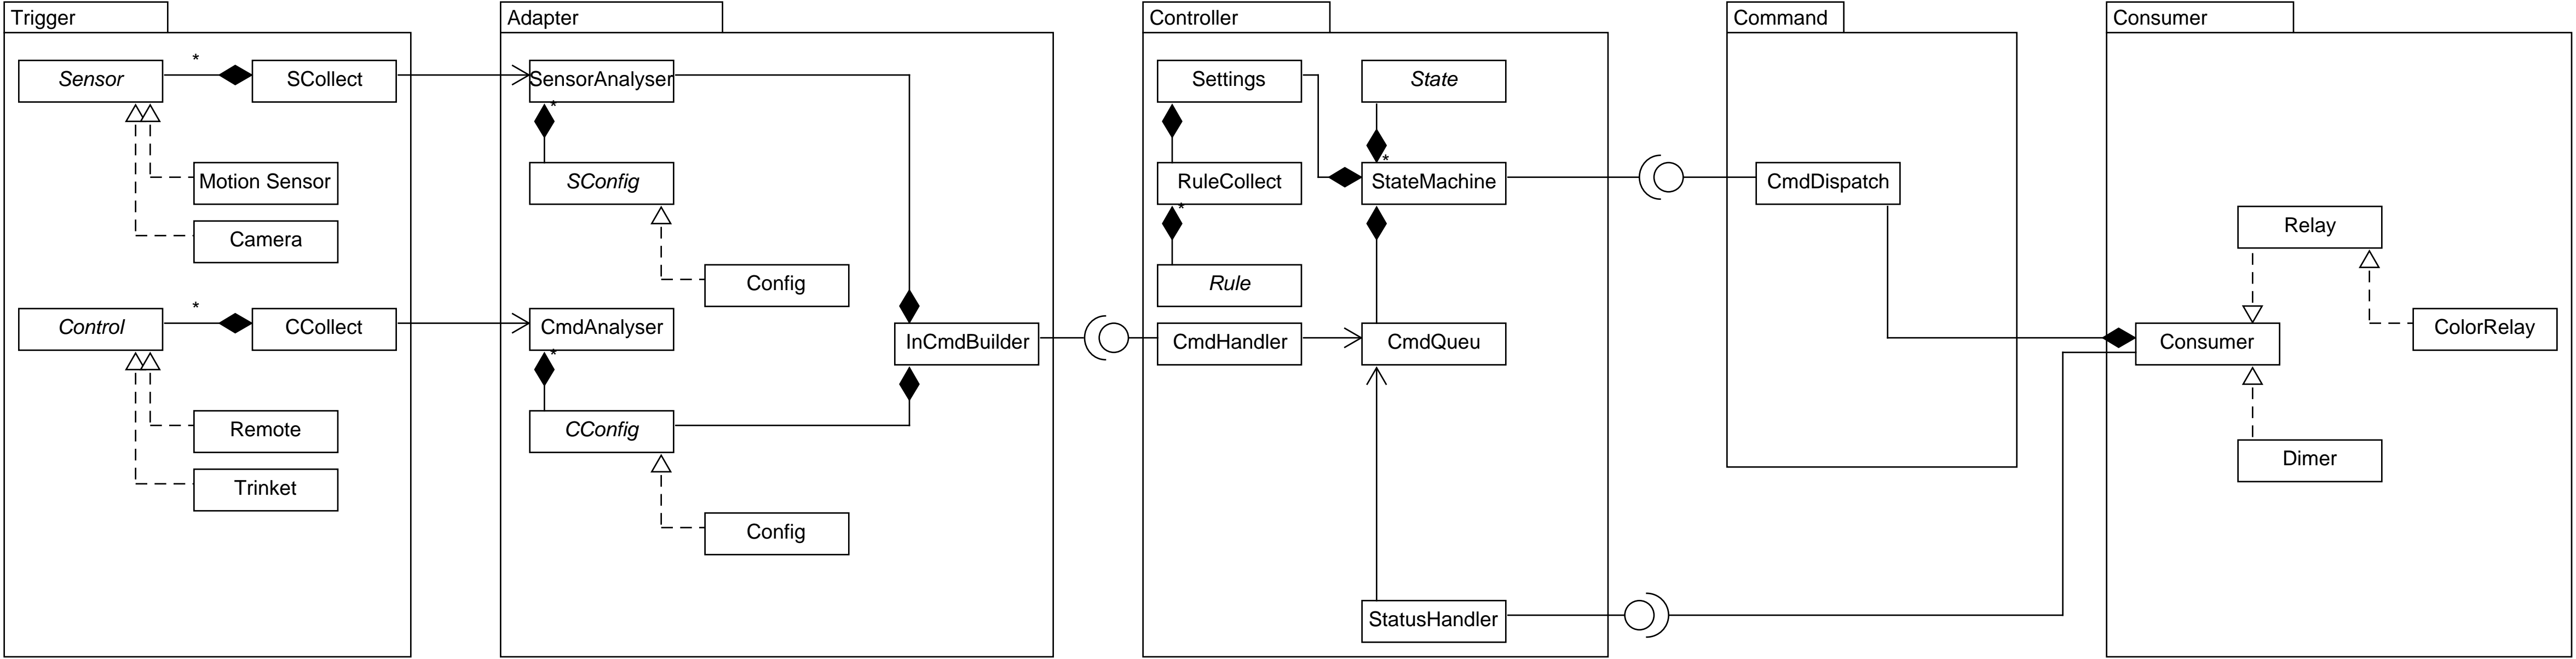 Trigger
Sensor
*
SCollect
Motion Sensor
Camera
Control
*
CCollect
Remote
Trinket
Adapter
SensorAnalyser
*
SConfig
Config
CmdAnalyser
*
CConfig
Config
InCmdBuilder
Controller
Settings
State
RuleCollect
*
StateMachine
*
Rule
CmdHandler
CmdQueu
StatusHandler
Command
CmdDispatch
Consumer
Relay
ColorRelay
Consumer
Dimer